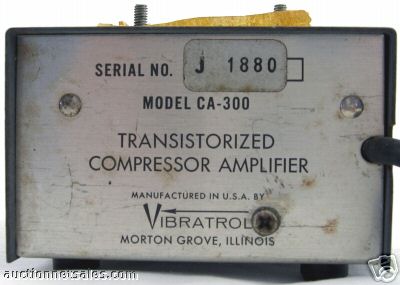 SERIAL NO. J 1880
MODEL CA-300
TRANSISTORIZED
COMPRESSOR AMPLIFIER
MANUFACTURED IN U.S.A. BY
VIBRATROL
MORTON GROVE, ILLINOIS
auctionnetsales.com